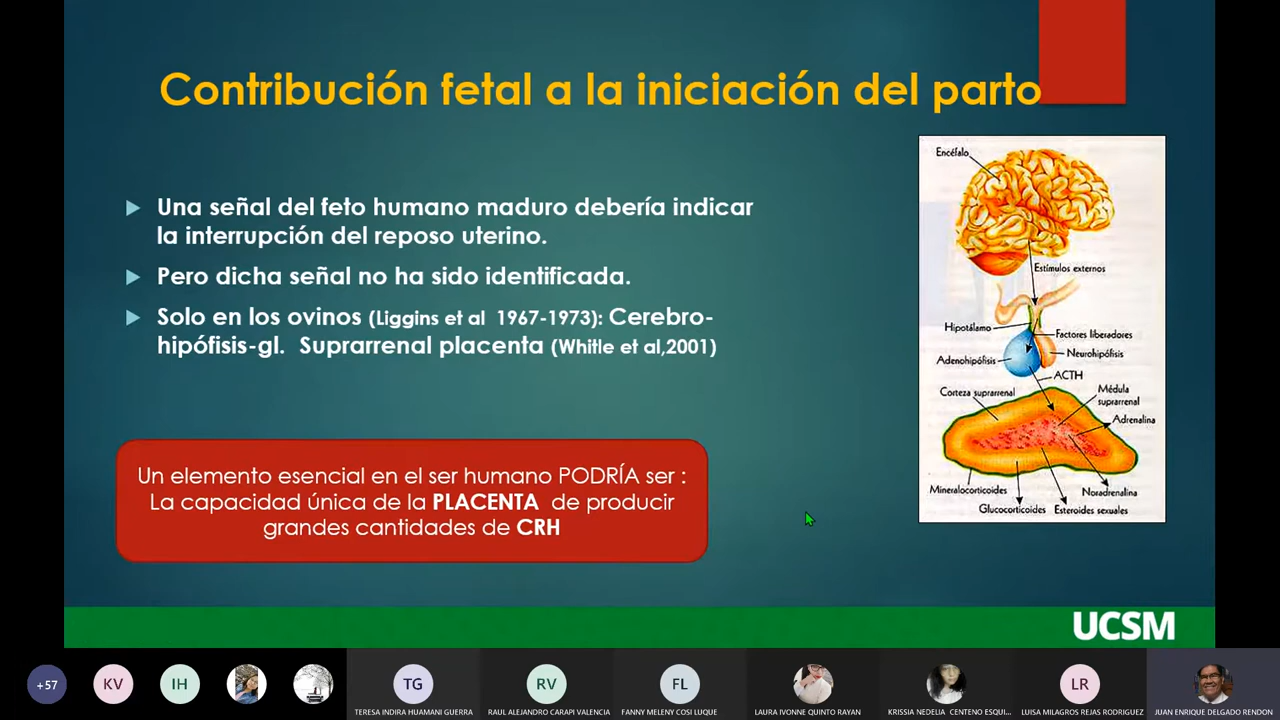 Contribución fetal a la iniciación del parto
Una señal del feto humano maduro debería indicar
la interrupción del reposo uterino.
Pero dicha señal no ha sido identificada.
Solo en los ovinos (Liggins et al 1967-1973): Cerebro-
hipófisis-gl. Suprarrenal placenta (Whitle et al,2001)
Un elemento esencial en el ser humano PODRÍA ser :
La capacidad única de la PLACENTA de producir
grandes cantidades de CRH
Encéfalo
Estímulos externos
Hipotálamo
Factores liberadores
Adenohipófisis
Neurohipófisis
ACTH
Corteza suprarrenal
Médula
suprarrenal
Adrenalina
Mineralocorticoides
Noradrenalina
Glucocorticoides
Esteroides sexuales
UCSM
+57
KV
IH
TG
RV
FL
LR
TERESA INDIRA HUAMANI GUERRA
RAUL ALEJANDRO CARAPI VALENCIA
FANNY MELENY COSI LUQUE
LAURA IVONNE QUINTO RAYAN
KRISSIA NEDELIA CENTENO ESQUI...
LUISA MILAGROS REJAS RODRIGUEZ
JUAN ENRIQUE DELGADO RENDON